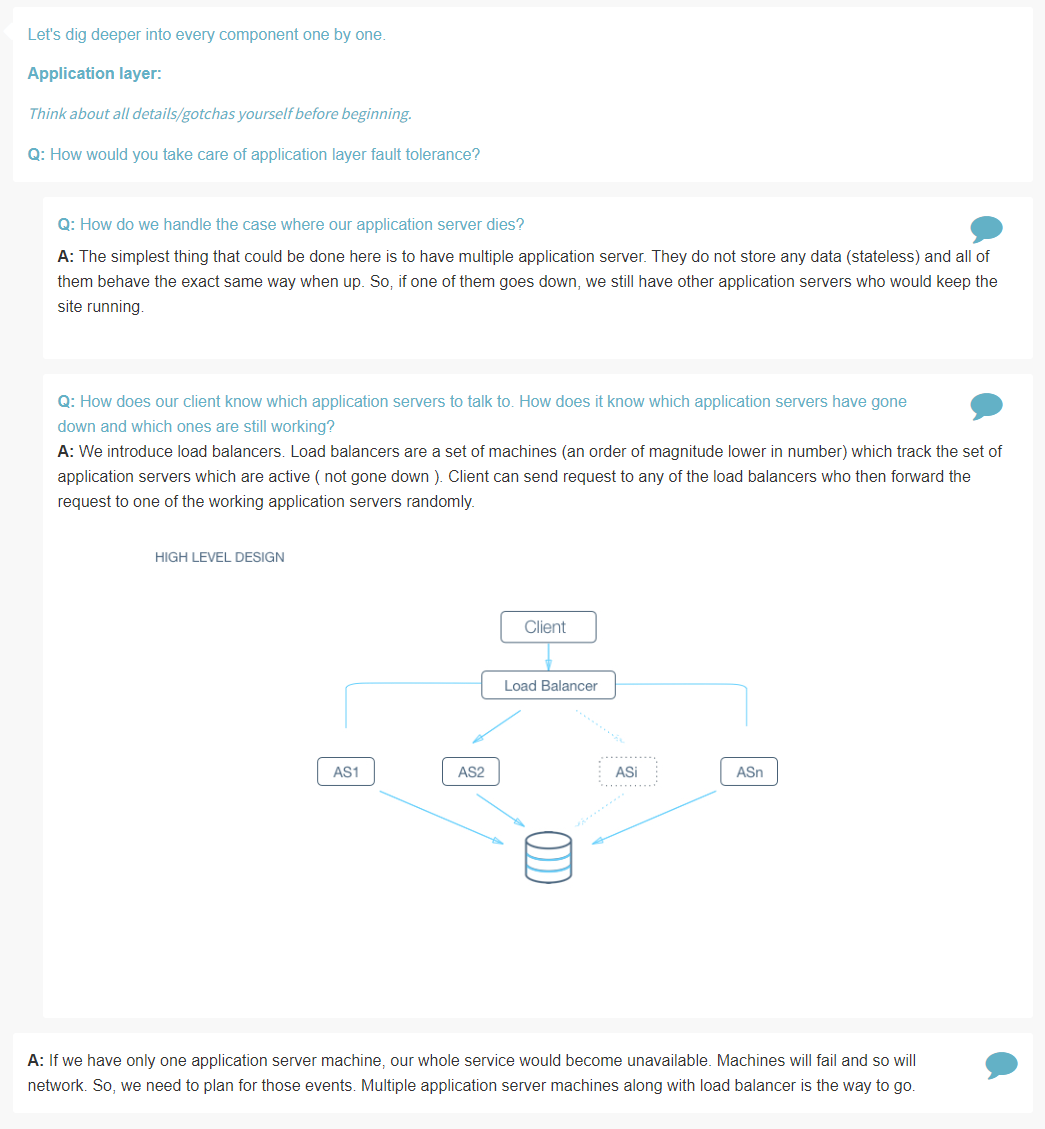 Let's dig deeper into every component one by one.
Application layer:
Think about all details/gotchas yourself before beginning.
Q: How would you take care of application layer fault tolerance?
Q: How do we handle the case where our application server dies?
A: The simplest thing that could be done here is to have multiple application server. They do not store any data (stateless) and all of
them behave the exact same way when up. So, if one of them goes down, we still have other application servers who would keep the
site running.
Q: How does our client know which application servers to talk to. How does it know which application servers have gone
down and which ones are still working?
A: We introduce load balancers. Load balancers are a set of machines (an order of magnitude lower in number) which track the set of
application servers which are active ( not gone down ). Client can send request to any of the load balancers who then forward the
request to one of the working application servers randomly.
HIGH LEVEL DESIGN
Client
Load Balancer
AS1 AS2 ASi ASn
A: If we have only one application server machine, our whole service would become unavailable. Machines will fail and so will
network. So, we need to plan for those events. Multiple application server machines along with load balancer is the way to go.